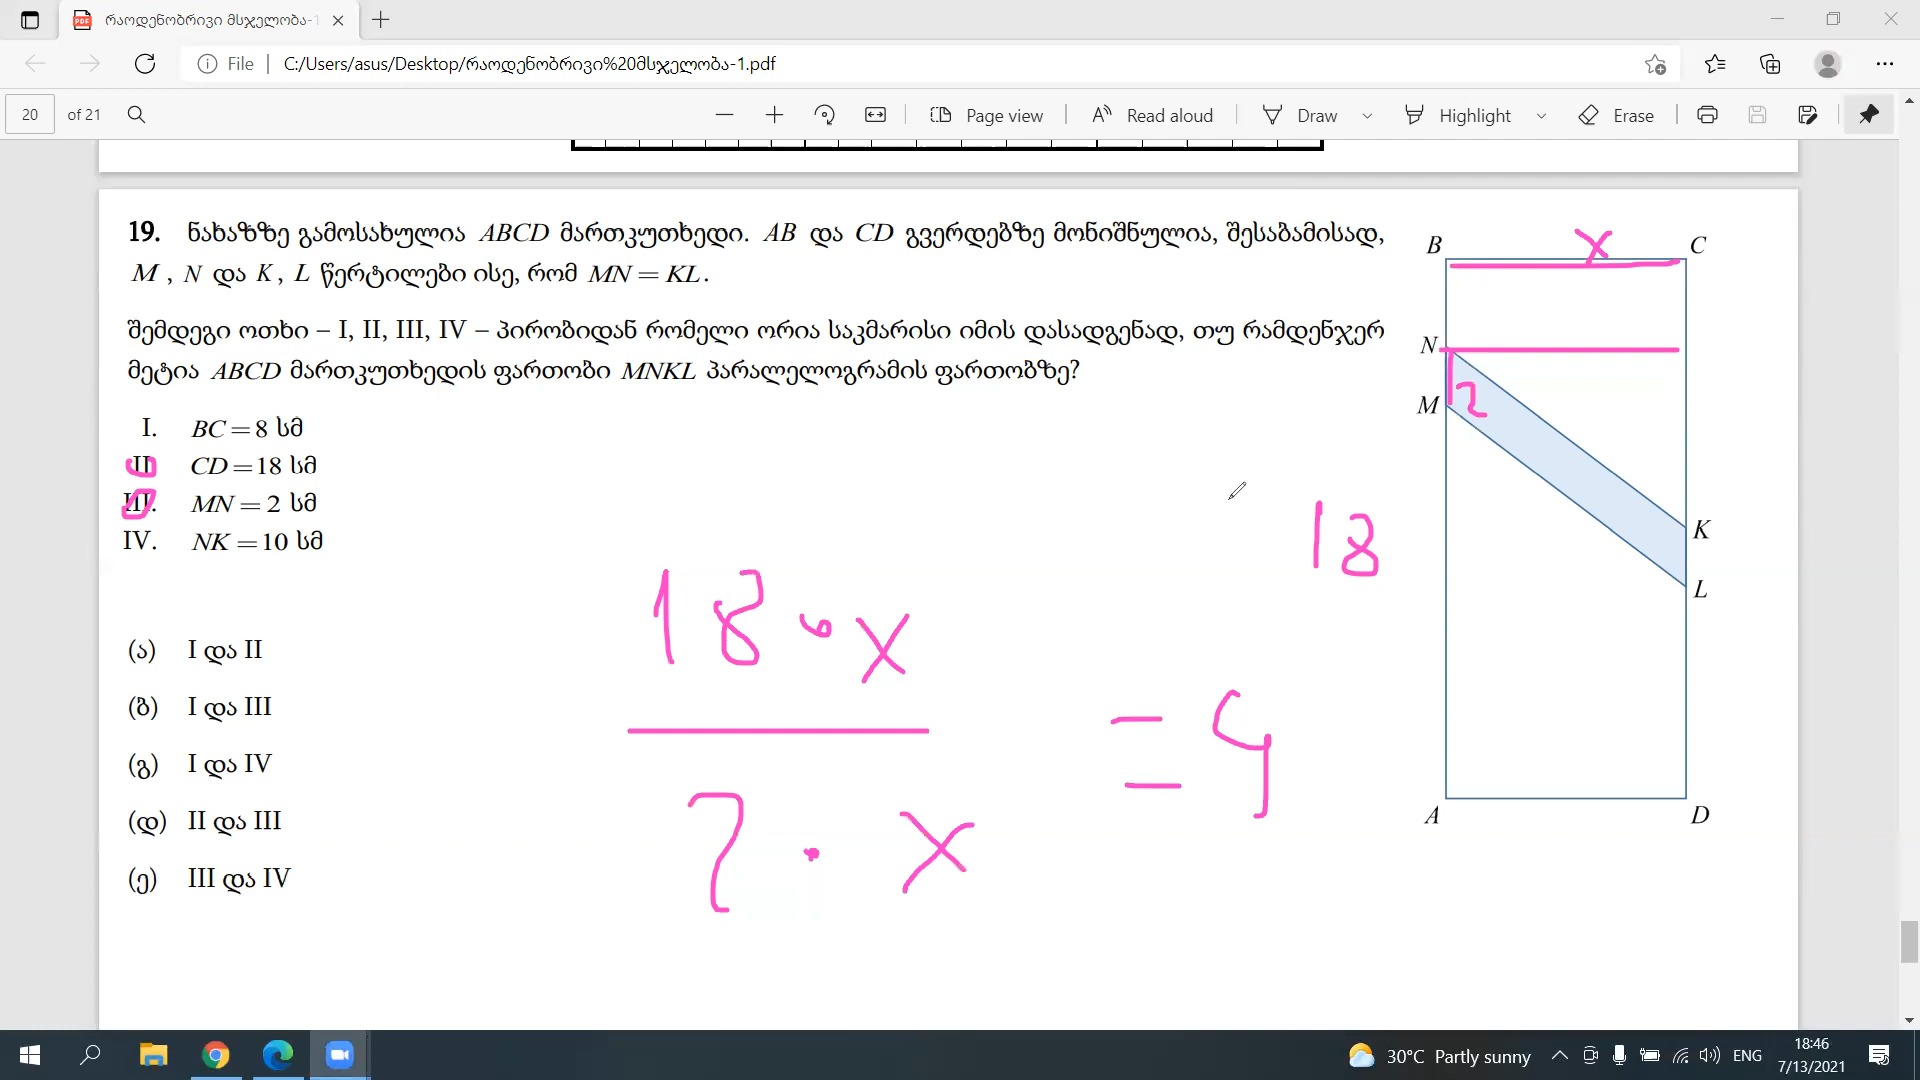 რაოდენობრივი მსჯელობა-1
File
C:/Users/asus/Desktop/რაოდენობრივი%20მსჯელობა-1.pdf
20 of 21
Page view
Read aloud
Draw
Highlight
Erase
19. ნახაზზე გამოსახულია ABCD მართკუთხედი. AB და CD გვერდებზე მონიშნულია, შესაბამისად,
M , N და K , L წერტილები ისე, რომ MN = KL .
შემდეგი ოთხი – I, II, III, IV – პირობიდან რომელი ორია საკმარისი იმის დასადგენად, თუ რამდენჯერ
მეტია ABCD მართკუთხედის ფართობი MNKL პარალელოგრამის ფართობზე?
I. BC = 8 სმ
II. CD = 18 სმ
III. MN = 2 სმ
IV. NK = 10 სმ
(ა) I და II
(ბ) I და III
(გ) I და IV
(დ) II და III
(ე) III და IV
B
x
C
N
M
2
K
L
A
D
18
18 · x
2 · x
= 9
30°C Partly sunny
ENG
18:46
7/13/2021